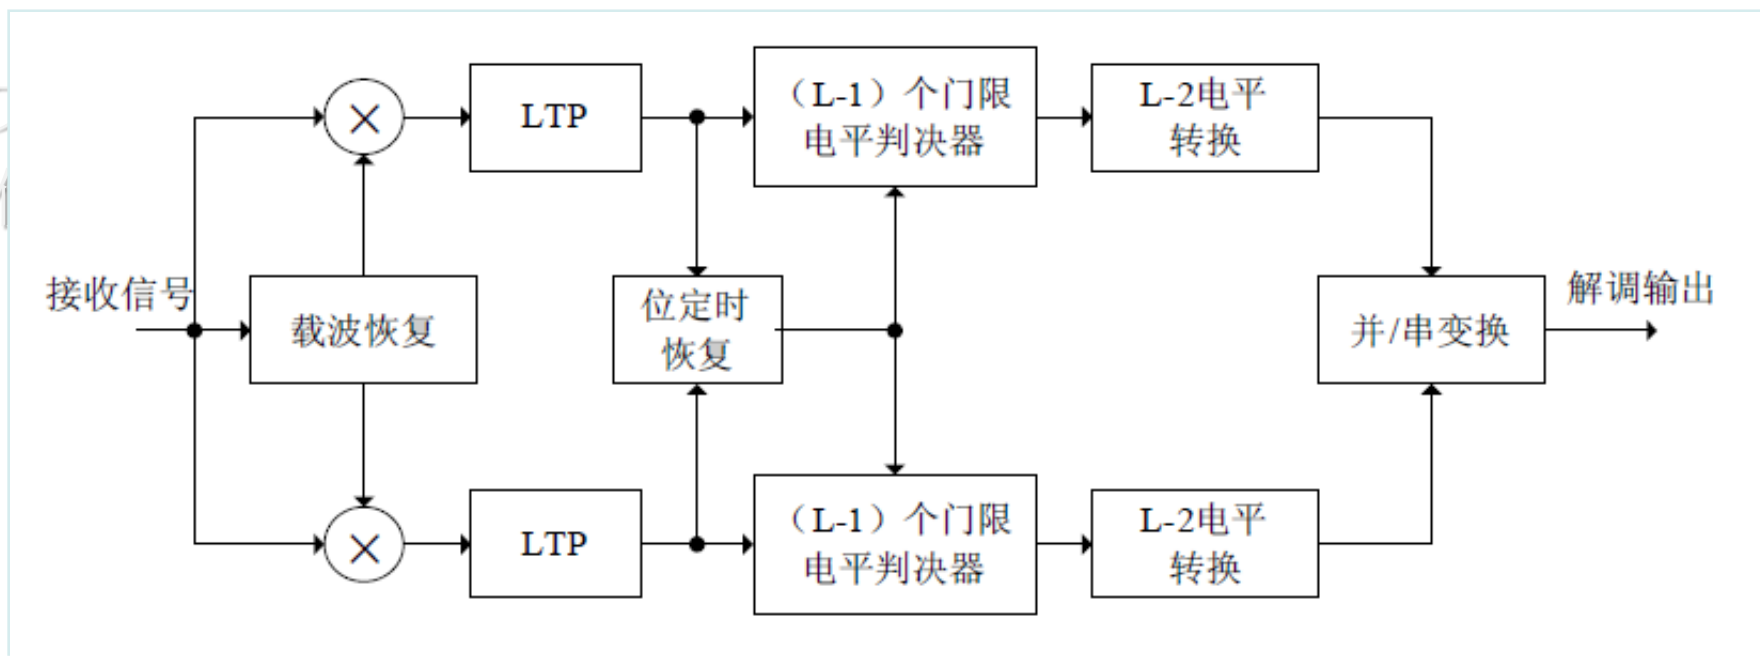 LTP
（L-1）个门限
电平判决器
L-2电平
转换
接收信号
载波恢复
位定时
恢复
并/串变换
解调输出
LTP
（L-1）个门限
电平判决器
L-2电平
转换